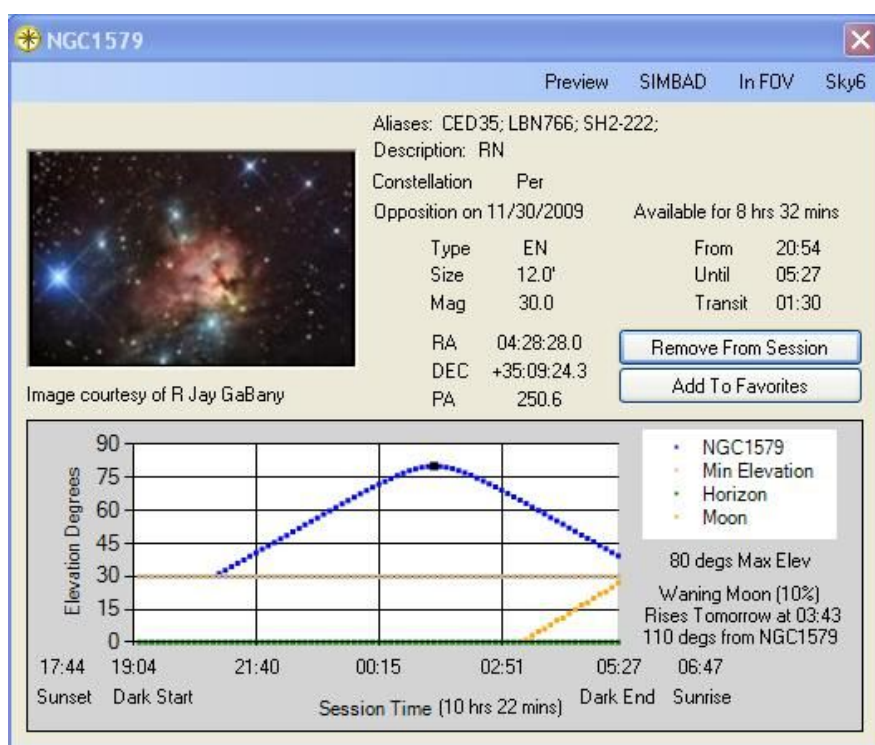 NGC1579
Preview SIMBAD In FOV Sky6
Aliases: CED35; LBN766; SH2-222;
Description: RN
Constellation Per
Opposition on 11/30/2009 Available for 8 hrs 32 mins
Type EN From 20:54
Size 12.0' Until 05:27
Mag 30.0 Transit 01:30
RA 04:28:28.0
DEC +35:09:24.3
PA 250.6
Remove From Session
Add To Favorites
Image courtesy of R Jay GaBany
Elevation Degrees
90
75
60
45
30
15
0
NGC1579
Min Elevation
Horizon
Moon
80 degs Max Elev
Waning Moon (10%)
Rises Tomorrow at 03:43
110 degs from NGC1579
17:44 19:04 21:40 00:15 02:51 05:27 06:47
Sunset Dark Start Dark End Sunrise
Session Time (10 hrs 22 mins)